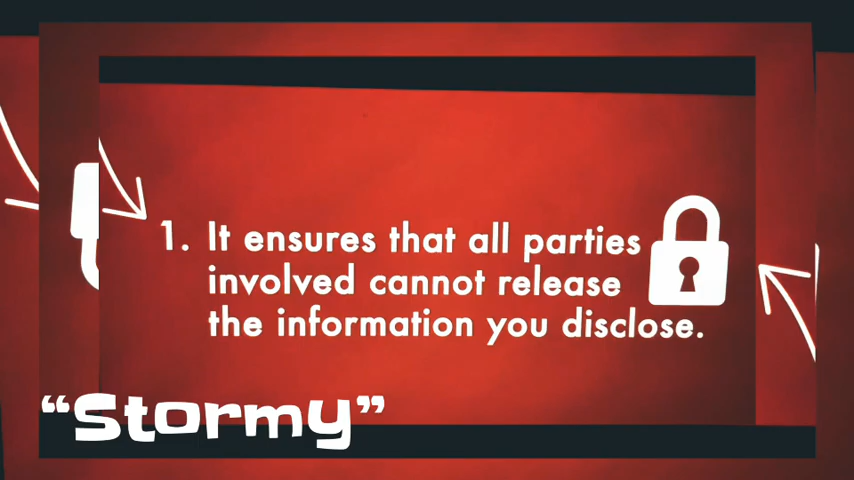 1. It ensures that all parties
involved cannot release
the information you disclose.
“Stormy”